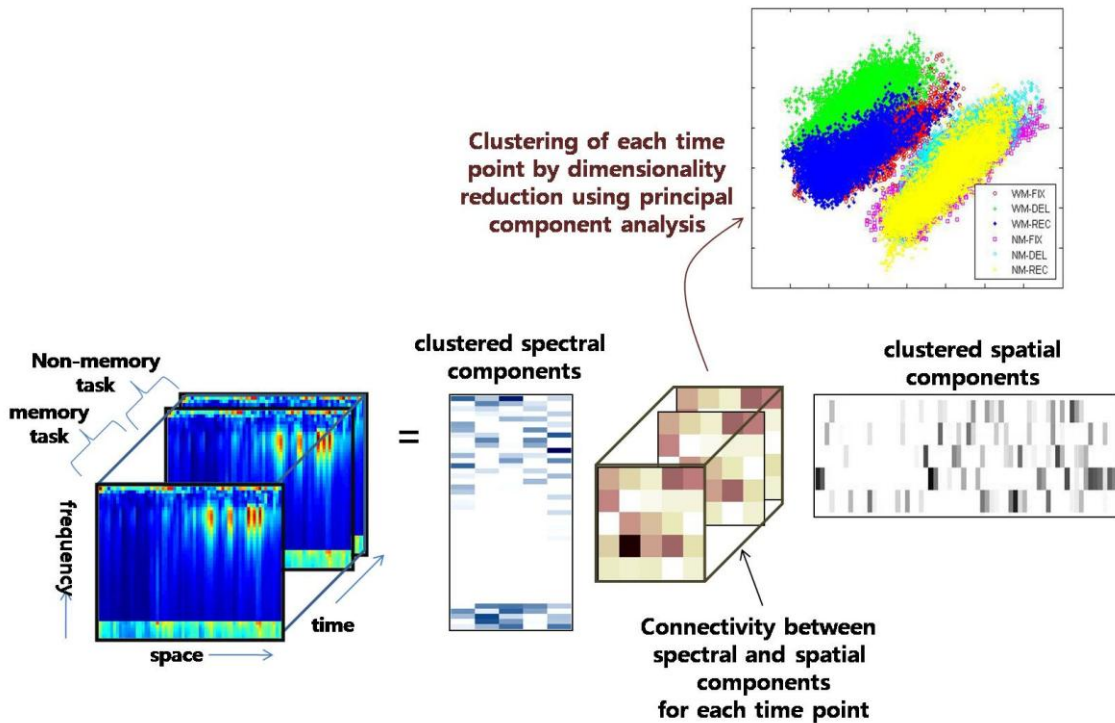 Clustering of each time
point by dimensionality
reduction using principal
component analysis
WM-FIX
WM-DEL
WM-REC
NM-FIX
NM-DEL
NM-REC
Non-memory
task
memory
task
frequency
space
time
=
clustered spectral
components
clustered spatial
components
Connectivity between
spectral and spatial
components
for each time point